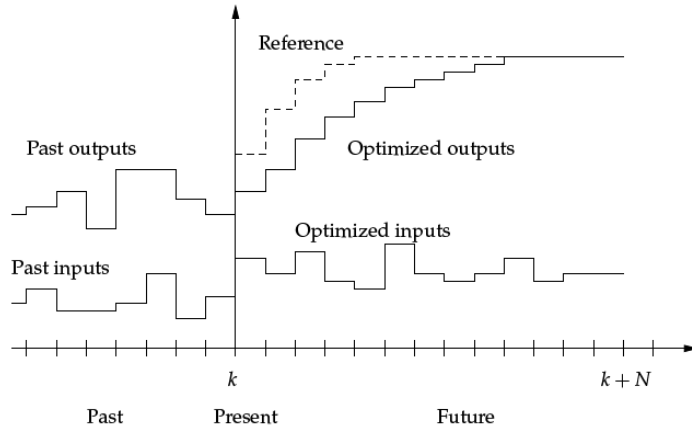 Reference
Past outputs
Optimized outputs
Optimized inputs
Past inputs
k
k + N
Past
Present
Future